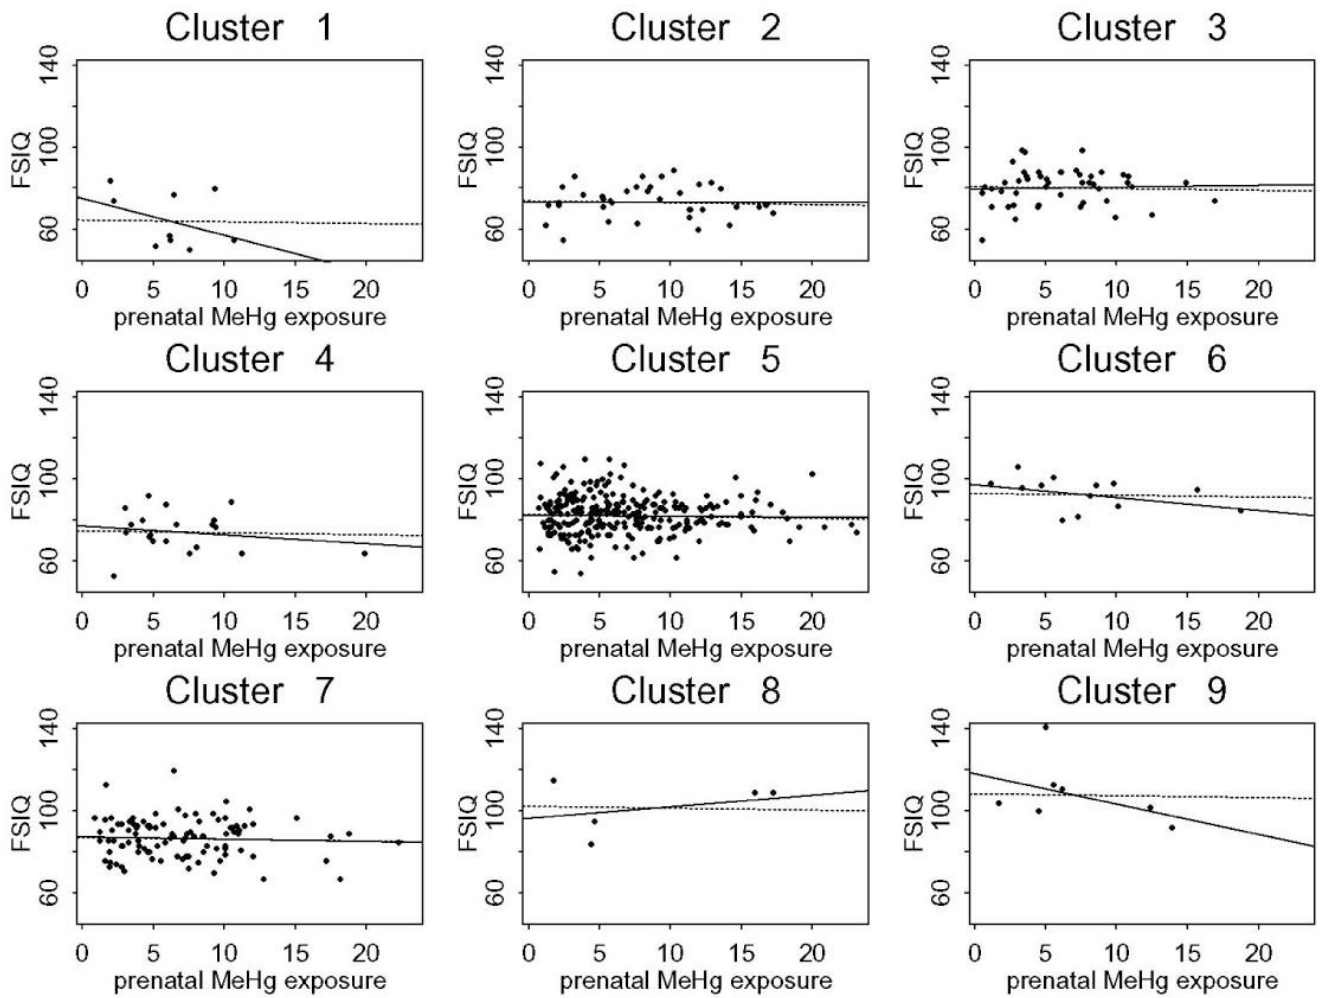 Cluster 1
Cluster 2
Cluster 3
FSIQ
60 100 140
0 5 10 15 20
prenatal MeHg exposure
FSIQ
60 100 140
0 5 10 15 20
prenatal MeHg exposure
FSIQ
60 100 140
0 5 10 15 20
prenatal MeHg exposure
Cluster 4
Cluster 5
Cluster 6
FSIQ
60 100 140
0 5 10 15 20
prenatal MeHg exposure
FSIQ
60 100 140
0 5 10 15 20
prenatal MeHg exposure
FSIQ
60 100 140
0 5 10 15 20
prenatal MeHg exposure
Cluster 7
Cluster 8
Cluster 9
FSIQ
60 100 140
0 5 10 15 20
prenatal MeHg exposure
FSIQ
60 100 140
0 5 10 15 20
prenatal MeHg exposure
FSIQ
60 100 140
0 5 10 15 20
prenatal MeHg exposure